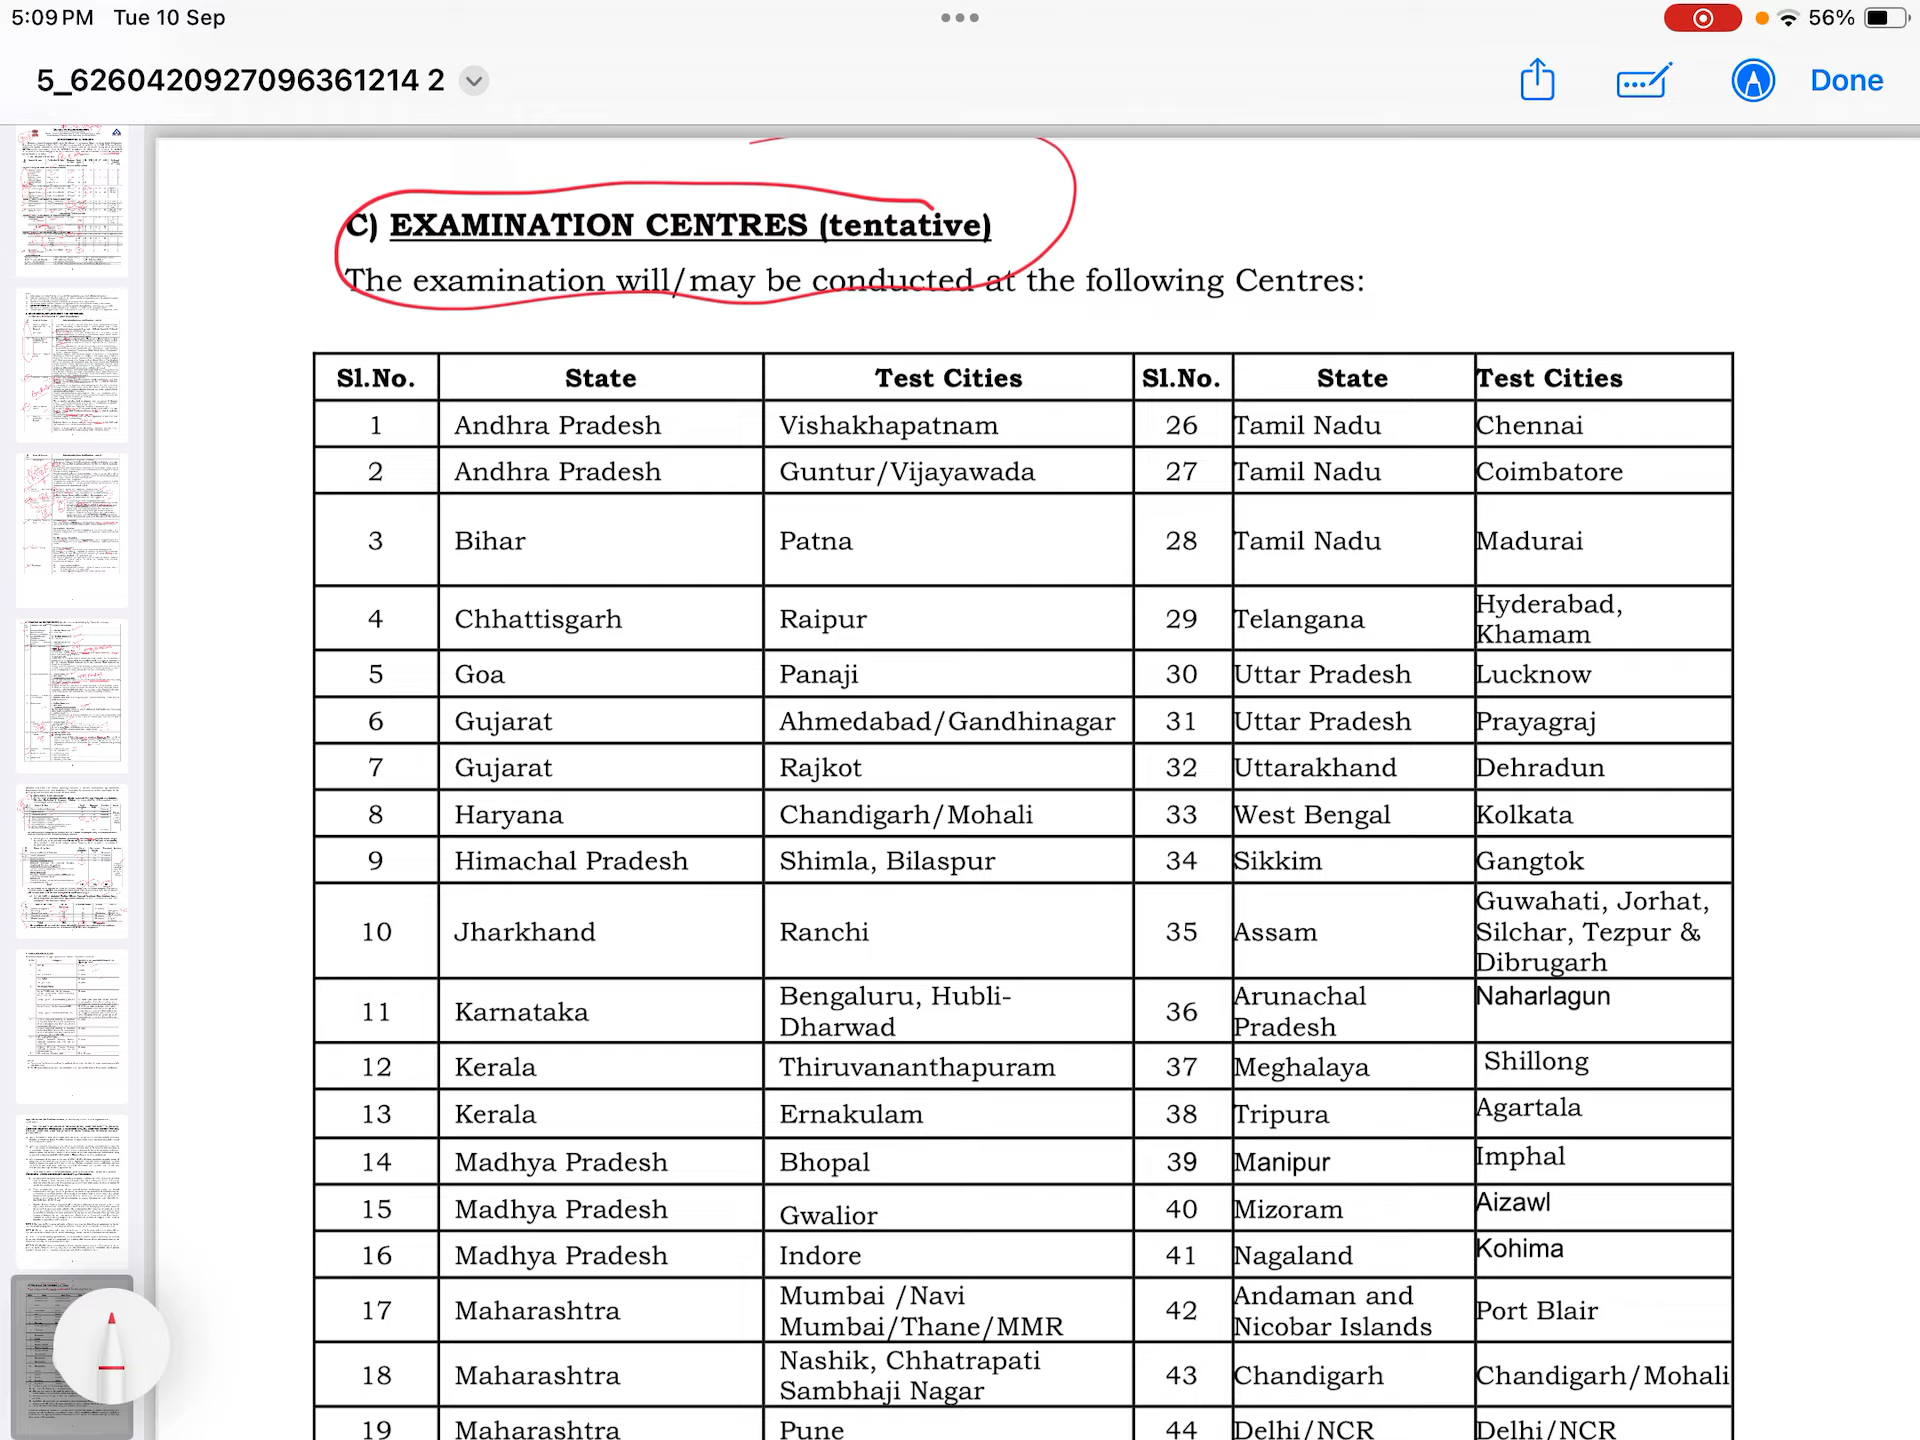 5:09 PM Tue 10 Sep
56%
5_6260420927096361214 2
Done
C) EXAMINATION CENTRES (tentative)
The examination will/may be conducted at the following Centres:
Sl.No. State Test Cities Sl.No. State Test Cities
1 Andhra Pradesh Vishakhapatnam 26 Tamil Nadu Chennai
2 Andhra Pradesh Guntur/Vijayawada 27 Tamil Nadu Coimbatore
3 Bihar Patna 28 Tamil Nadu Madurai
4 Chhattisgarh Raipur 29 Telangana Hyderabad,
Khamam
5 Goa Panaji 30 Uttar Pradesh Lucknow
6 Gujarat Ahmedabad/Gandhinagar 31 Uttar Pradesh Prayagraj
7 Gujarat Rajkot 32 Uttarakhand Dehradun
8 Haryana Chandigarh/Mohali 33 West Bengal Kolkata
9 Himachal Pradesh Shimla, Bilaspur 34 Sikkim Gangtok
10 Jharkhand Ranchi 35 Assam Guwahati, Jorhat,
Silchar, Tezpur &
Dibrugarh
11 Karnataka Bengaluru, Hubli-
Dharwad
36 Arunachal
Pradesh
Naharlagun
12 Kerala Thiruvananthapuram 37 Meghalaya Shillong
13 Kerala Ernakulam 38 Tripura Agartala
14 Madhya Pradesh Bhopal 39 Manipur Imphal
15 Madhya Pradesh Gwalior 40 Mizoram Aizawl
16 Madhya Pradesh Indore 41 Nagaland Kohima
17 Maharashtra Mumbai /Navi
Mumbai/Thane/MMR
42 Andaman and
Nicobar Islands
Port Blair
18 Maharashtra Nashik, Chhatrapati
Sambhaji Nagar
43 Chandigarh Chandigarh/Mohali
19 Maharashtra Pune 44 Delhi/NCR Delhi/NCR